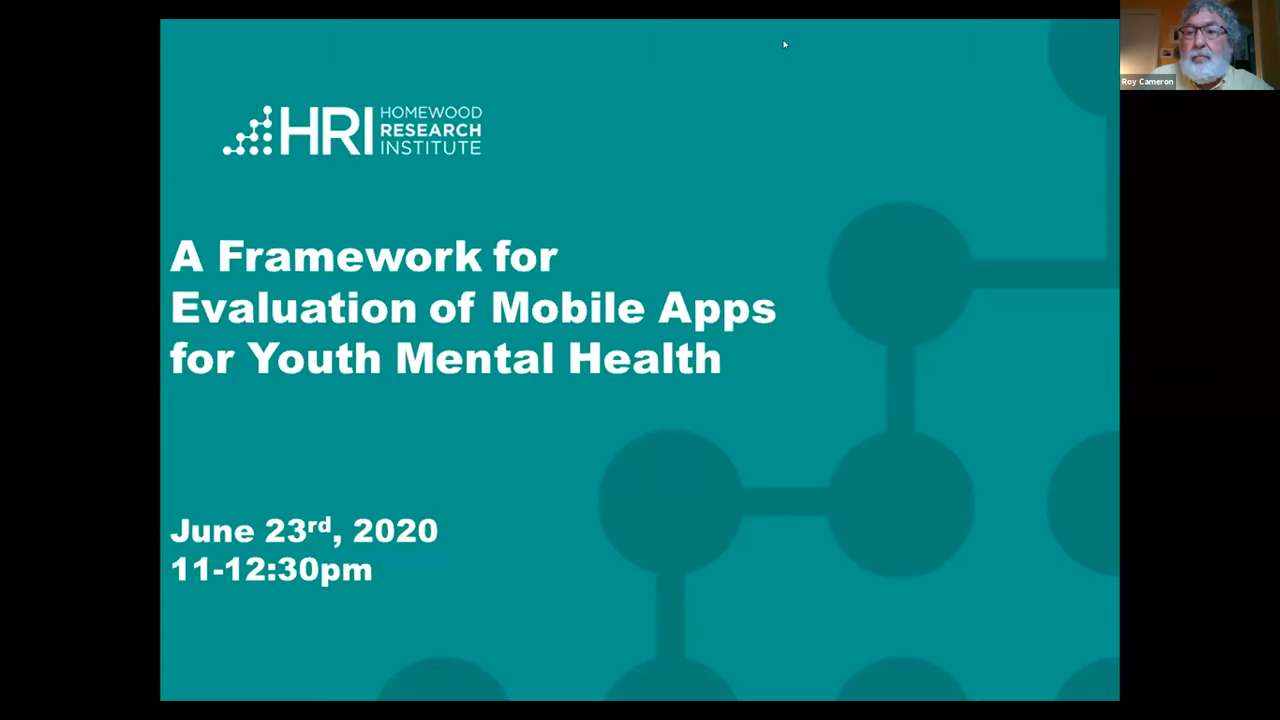 HRI HOMEWOOD
RESEARCH
INSTITUTE
A Framework for
Evaluation of Mobile Apps
for Youth Mental Health
June 23rd, 2020
11-12:30pm
Roy Cameron